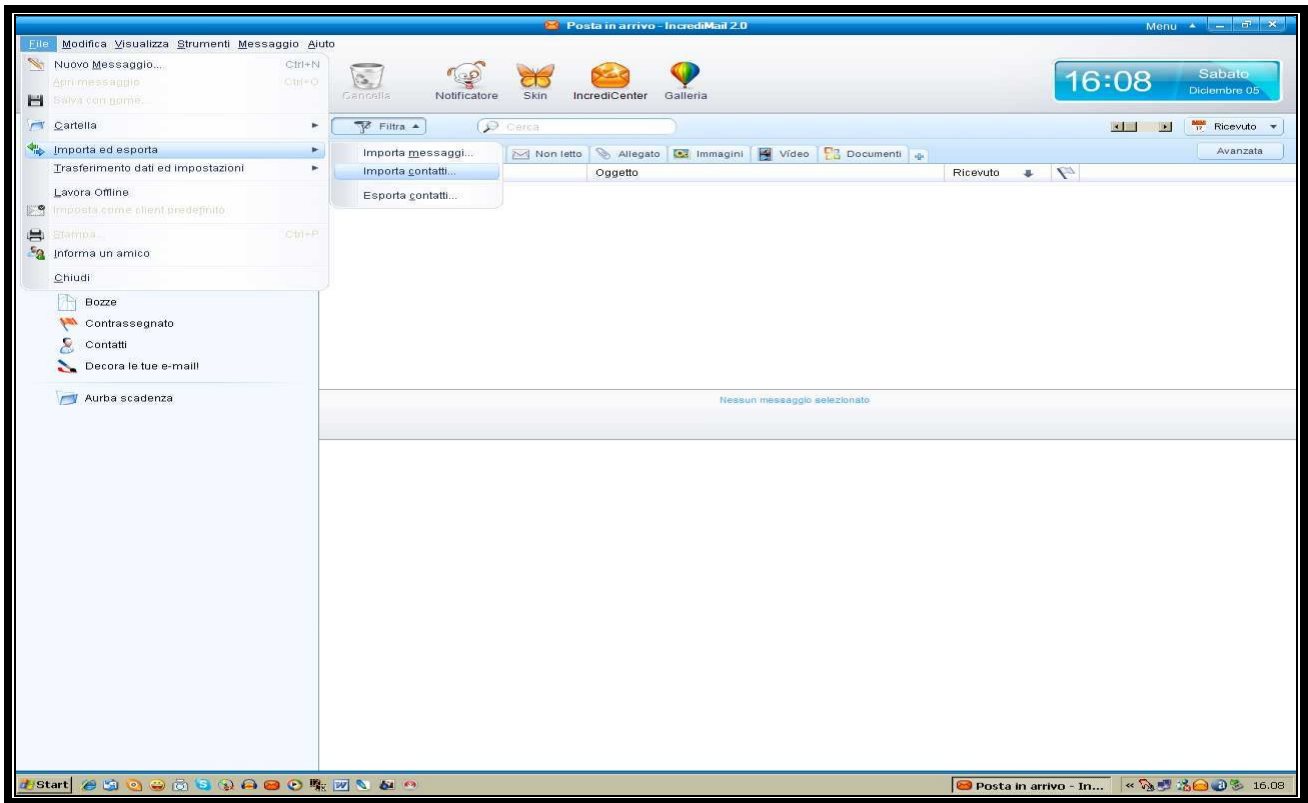 Posta in arrivo - IncrediMail 2.0 Menu
File Modifica Visualizza Strumenti Messaggio Aiuto
Nuovo Messaggio... Ctrl+N
Apri messaggio Ctrl+O
Salva con nome...
Cartella
Importa ed esporta
Trasferimento dati ed impostazioni
Lavora Offline
Imposta come client predefinito
Stampa... Ctrl+P
Informa un amico
Chiudi
Importa messaggi...
Importa contatti...
Esporta contatti...
Cancella Notificatore Skin IncrediCenter Galleria
16:08 Sabato
Dicembre 05
Filtra Cerca Ricevuto
Non letto Allegato Immagini Vídeo Documenti Avanzata
Oggetto Ricevuto
Bozze
Contrassegnato
Contatti
Decora le tue e-mail!
Aurba scadenza
Nessun messaggio selezionato
Start Posta in arrivo - In... 16.08